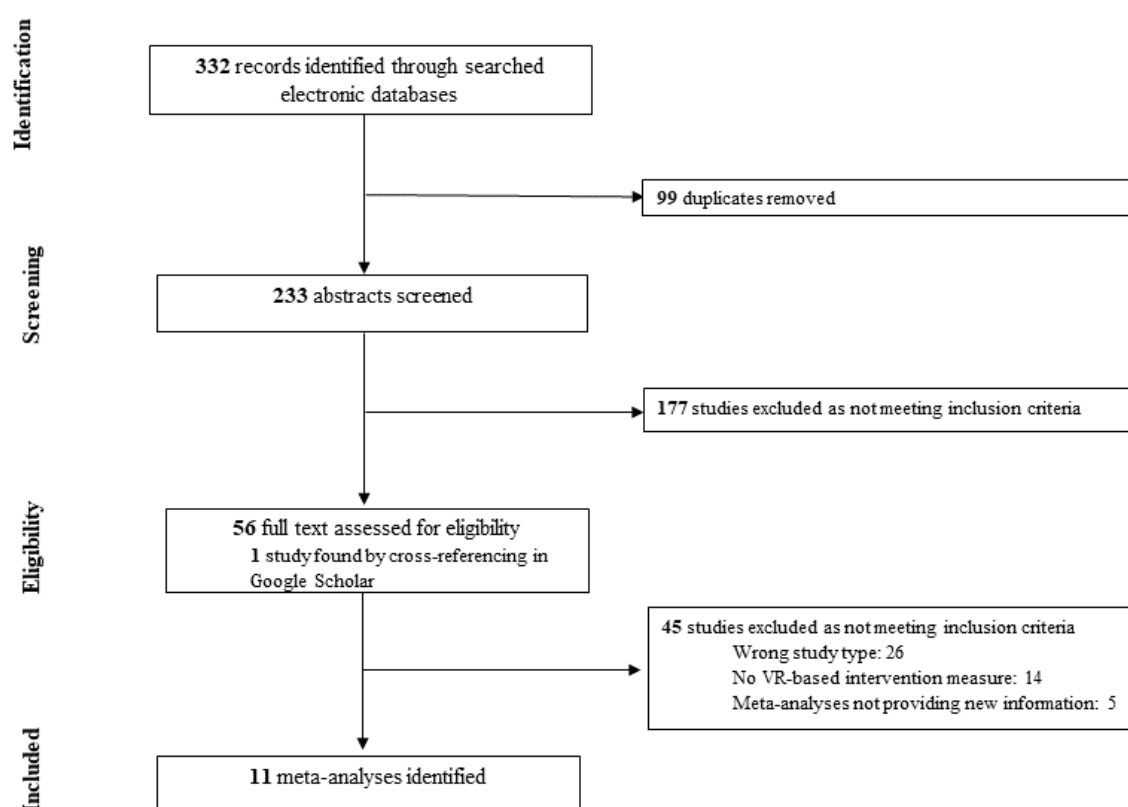 Identification
332 records identified through searched
electronic databases
99 duplicates removed
Screening
233 abstracts screened
177 studies excluded as not meeting inclusion criteria
Eligibility
56 full text assessed for eligibility
1 study found by cross-referencing in
Google Scholar
45 studies excluded as not meeting inclusion criteria
Wrong study type: 26
No VR-based intervention measure: 14
Meta-analyses not providing new information: 5
Included
11 meta-analyses identified